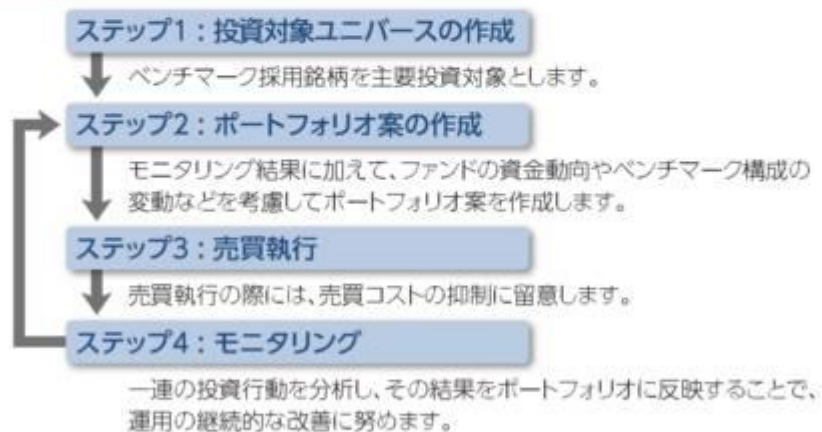 ステップ1：投資対象ユニバースの作成
ベンチマーク採用銘柄を主要投資対象とします。
ステップ2：ポートフォリオ案の作成
モニタリング結果に加えて、ファンドの資金動向やベンチマーク構成の
変動などを考慮してポートフォリオ案を作成します。
ステップ3：売買執行
売買執行の際には、売買コストの抑制に留意します。
ステップ4：モニタリング
一連の投資行動を分析し、その結果をポートフォリオに反映することで、
運用の継続的な改善に努めます。